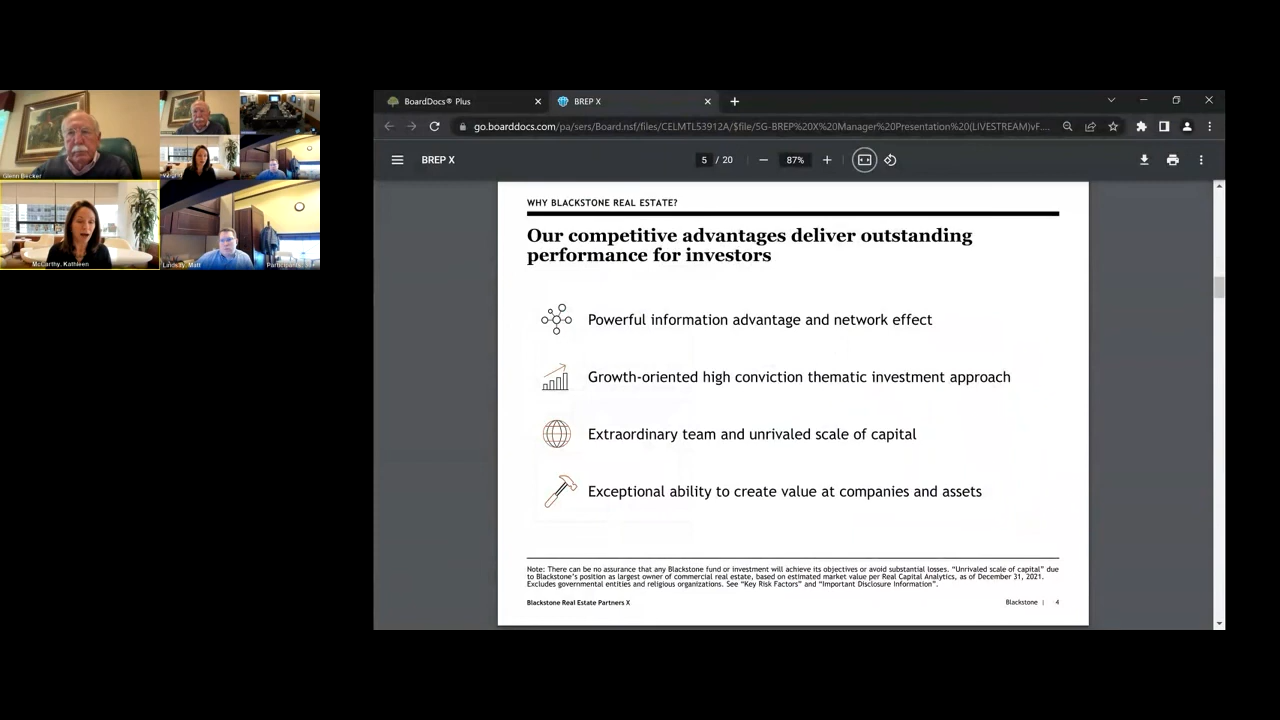 Glenn Becker
McCarthy, Kathleen
Lindsay, Matt
BoardDocs® Plus
BREP X
go.boarddocs.com/pa/sers/Board.nsf/files/CELMTL53912A/$file/5G-BREP%20X%20Manager%20Presentation%20(LIVESTREAM)vF....
BREP X
5 / 20
87%
WHY BLACKSTONE REAL ESTATE?
Our competitive advantages deliver outstanding
performance for investors
Powerful information advantage and network effect
Growth-oriented high conviction thematic investment approach
Extraordinary team and unrivaled scale of capital
Exceptional ability to create value at companies and assets
Note: There can be no assurance that any Blackstone fund or investment will achieve its objectives or avoid substantial losses. “Unrivaled scale of capital” due
to Blackstone’s position as largest owner of commercial real estate, based on estimated market value per Real Capital Analytics, as of December 31, 2021.
Excludes governmental entities and religious organizations. See “Key Risk Factors” and “Important Disclosure Information”.
Blackstone Real Estate Partners X
Blackstone | 4